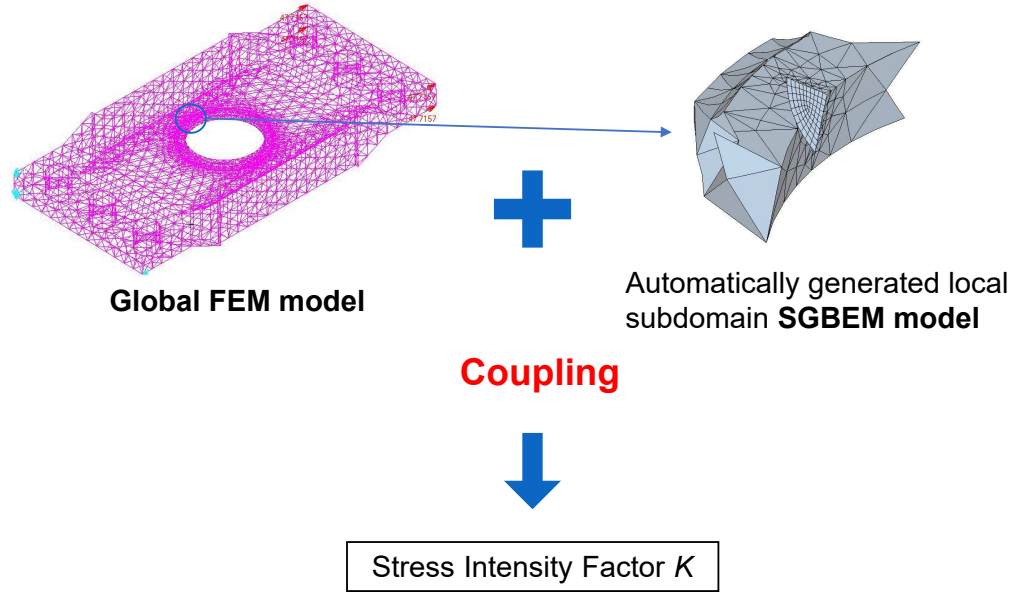 Global FEM model
Automatically generated local
subdomain SGBEM model
Coupling
Stress Intensity Factor K